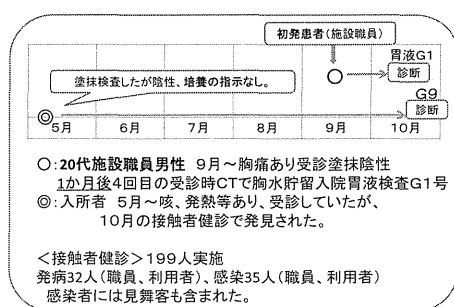 初発患者（施設職員）
胃液G1
診断
塗抹検査したが陰性、培養の指示なし。
G9
診断
5月 6月 7月 8月 9月 10月
○：20代施設職員男性 9月～胸痛あり受診塗抹陰性
1か月後4回目の受診時CTで胸水貯留入院胃液検査G1号
◎：入所者 5月～咳、発熱等あり、受診していたが、
10月の接触者健診で発見された。
＜接触者健診＞199人実施
発病32人（職員、利用者）、感染35人（職員、利用者）
感染者には見舞客も含まれた。